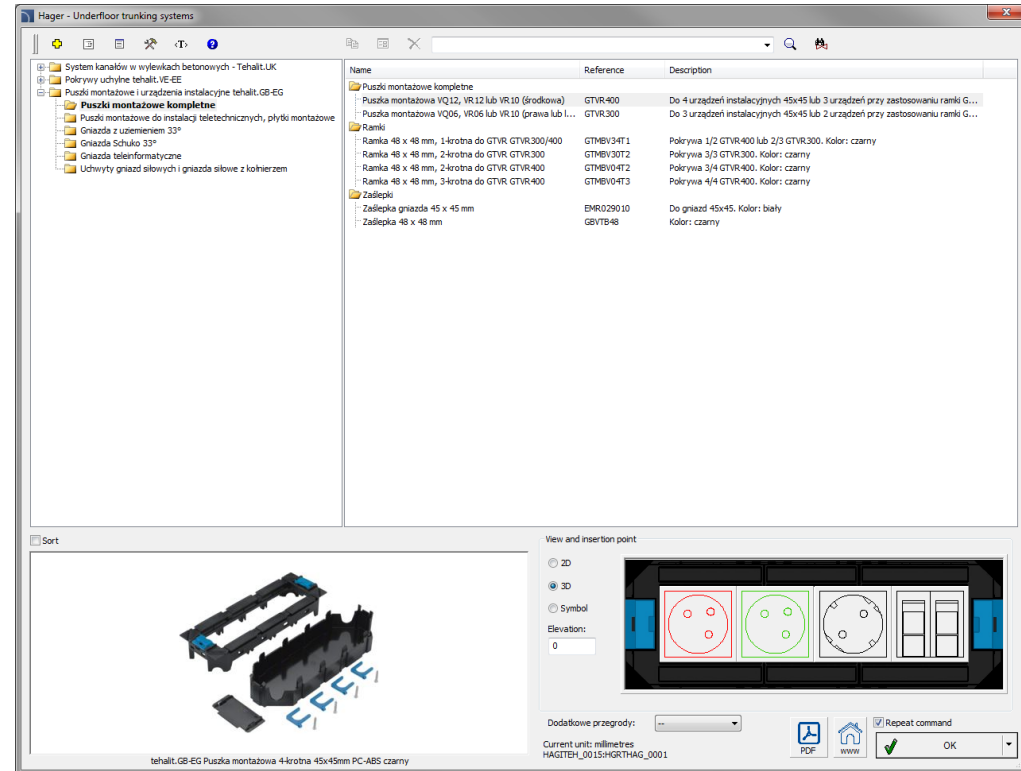 Hager - Underfloor trunking systems
System kanałów w wylewkach betonowych - Tehalit.UK
Pokrywy uchylne tehalit.VE-EE
Puszki montażowe i urządzenia instalacyjne tehalit.GB-EG
Puszki montażowe kompletne
Puszki montażowe do instalacji teletechnicznych, płytki montażowe
Gniazda z uziemieniem 33°
Gniazda Schuko 33°
Gniazda teleinformatyczne
Uchwyty gniazd siłowych i gniazda siłowe z kołnierzem
Name Reference Description
Puszki montażowe kompletne
Puszka montażowa VQ12, VR12 lub VR10 (środkowa) GTVR400 Do 4 urządzeń instalacyjnych 45x45 lub 3 urządzeń przy zastosowaniu ramki G...
Puszka montażowa VQ06, VR06 lub VR10 (prawa lub l... GTVR300 Do 3 urządzeń instalacyjnych 45x45 lub 2 urządzeń przy zastosowaniu ramki G...
Ramki
Ramka 48 x 48 mm, 1-krotna do GTVR GTVR300/400 GTMBV34T1 Pokrywa 1/2 GTVR400 lub 2/3 GTVR300. Kolor: czarny
Ramka 48 x 48 mm, 2-krotna do GTVR GTVR300 GTMBV30T2 Pokrywa 3/3 GTVR300. Kolor: czarny
Ramka 48 x 48 mm, 2-krotna do GTVR GTVR400 GTMBV04T2 Pokrywa 3/4 GTVR400. Kolor: czarny
Ramka 48 x 48 mm, 3-krotna do GTVR GTVR400 GTMBV04T3 Pokrywa 4/4 GTVR400. Kolor: czarny
Zaślepki
Zaślepka gniazda 45 x 45 mm EMR029010 Do gniazd 45x45. Kolor: biały
Zaślepka 48 x 48 mm GBVTB48 Kolor: czarny
Sort
tehalit.GB-EG Puszka montażowa 4-krotna 45x45mm PC-ABS czarny
View and insertion point
2D
3D
Symbol
Elevation:
0
Dodatkowe przegrody: --
Current unit: milimetres
HAGITEH_0015:HGRTHAG_0001
PDF
www
Repeat command
OK